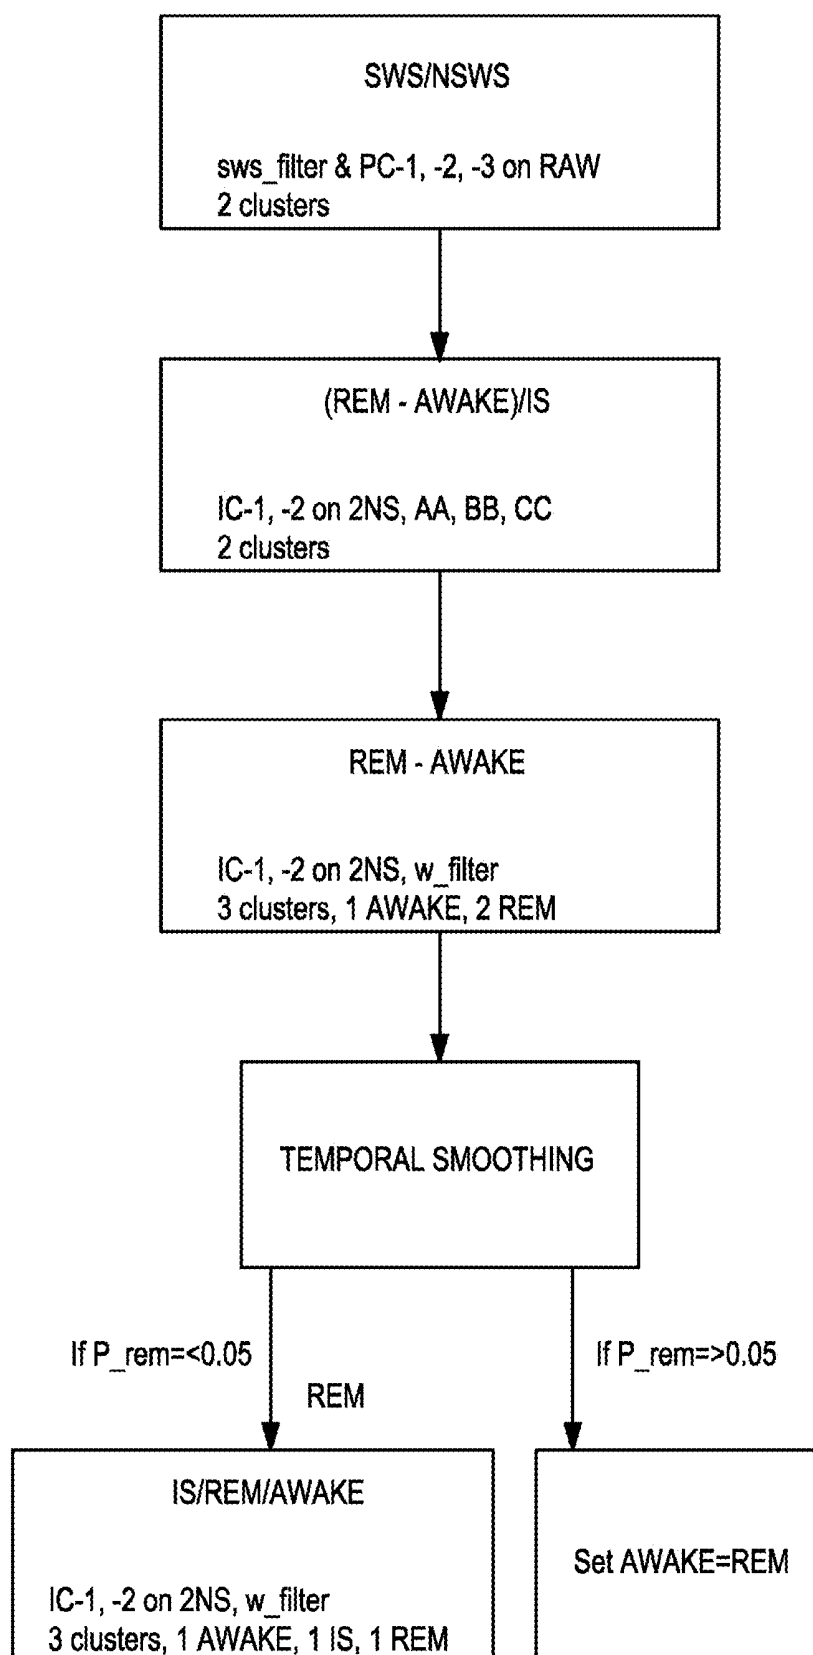 SWS/NSWS
sws_filter & PC-1, -2, -3 on RAW
2 clusters
(REM - AWAKE)/IS
IC-1, -2 on 2NS, AA, BB, CC
2 clusters
REM - AWAKE
IC-1, -2 on 2NS, w_filter
3 clusters, 1 AWAKE, 2 REM
TEMPORAL SMOOTHING
If P_rem=<0.05
If P_rem=>0.05
REM
IS/REM/AWAKE
IC-1, -2 on 2NS, w_filter
3 clusters, 1 AWAKE, 1 IS, 1 REM
Set AWAKE=REM